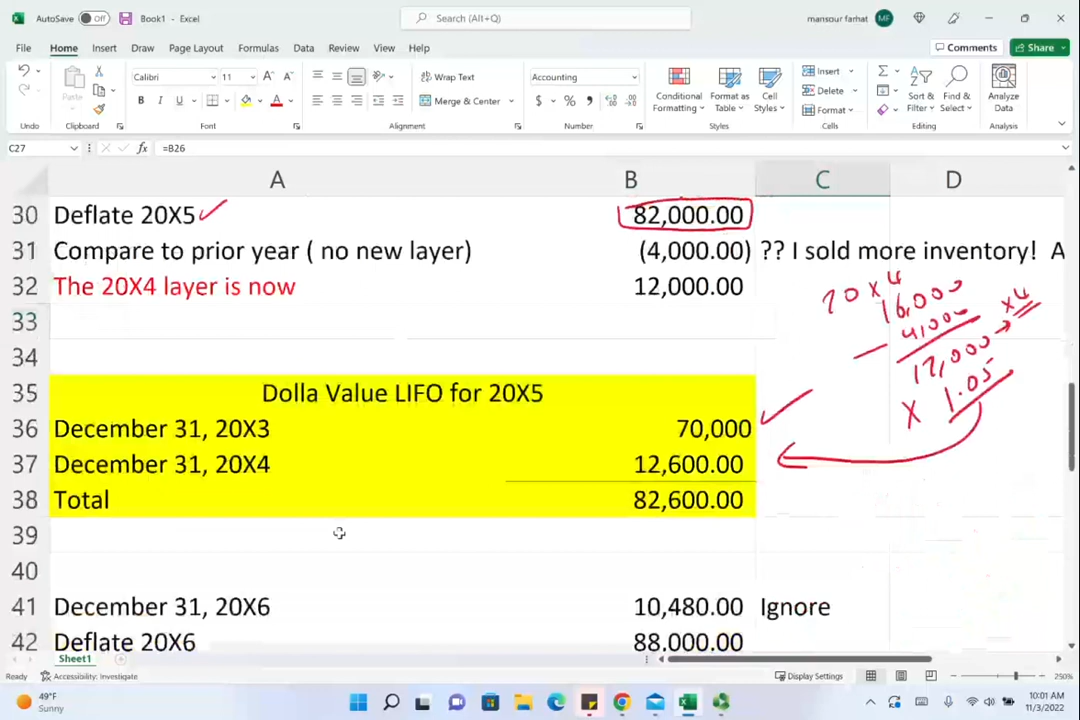 AutoSave Off Book1 - Excel Search (Alt+Q) mansour farhat MF
File Home Insert Draw Page Layout Formulas Data Review View Help Comments Share
Calibri 11 Wrap Text Accounting Insert
Paste B I U A Merge & Center $ % Conditional Formatting Format as Table Cell Styles Delete Format Sort & Filter Find & Select Analyze Data
Undo Clipboard Font Alignment Number Styles Cells Editing Analysis
C27 fx =B26
A B C D
30 Deflate 20X5 82,000.00
31 Compare to prior year ( no new layer) (4,000.00) ?? I sold more inventory! A
32 The 20X4 layer is now 12,000.00
20 x 4
16,000
4,000
12,000 → x4
x 1.05
33
34
35 Dolla Value LIFO for 20X5
36 December 31, 20X3 70,000
37 December 31, 20X4 12,600.00
38 Total 82,600.00
39
40
41 December 31, 20X6 10,480.00 Ignore
42 Deflate 20X6 88,000.00
Sheet1
Ready Accessibility: Investigate Display Settings 250%
49°F
Sunny
10:01 AM
11/3/2022